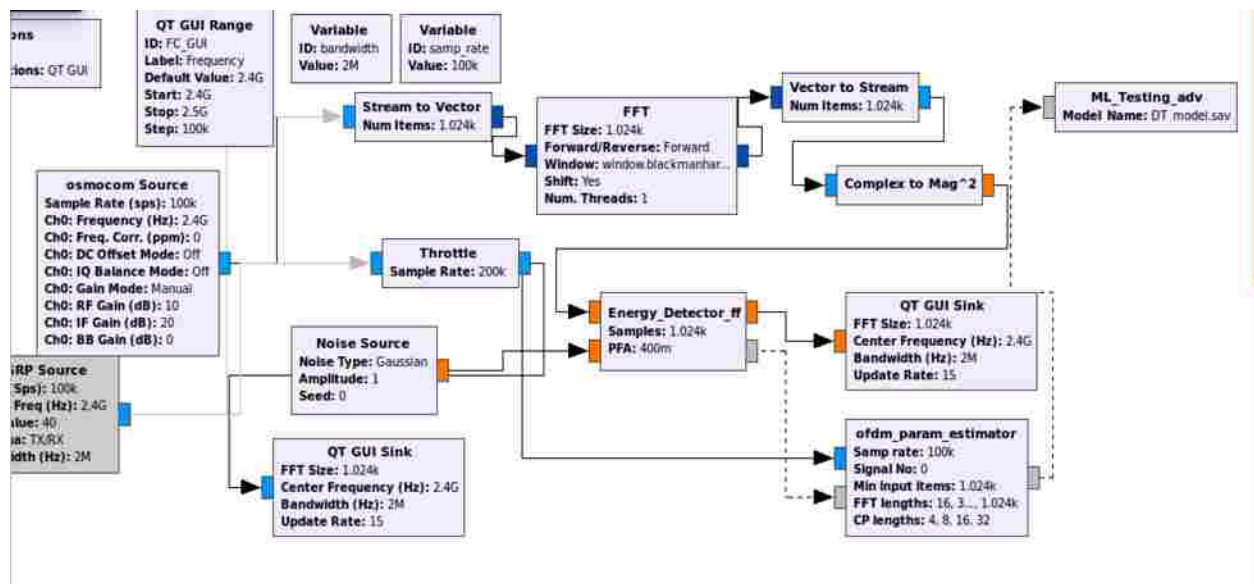 ons
ions: QT GUI
QT GUI Range
ID: FC_GUI
Label: Frequency
Default Value: 2.4G
Start: 2.4G
Stop: 2.5G
Step: 100k
Variable
ID: bandwidth
Value: 2M
Variable
ID: samp_rate
Value: 100k
Stream to Vector
Num Items: 1.024k
FFT
FFT Size: 1.024k
Forward/Reverse: Forward
Window: window.blackmanhar...
Shift: Yes
Num. Threads: 1
Vector to Stream
Num Items: 1.024k
ML_Testing_adv
Model Name: DT_model.sav
Complex to Mag^2
osmocom Source
Sample Rate (sps): 100k
Ch0: Frequency (Hz): 2.4G
Ch0: Freq. Corr. (ppm): 0
Ch0: DC Offset Mode: Off
Ch0: IQ Balance Mode: Off
Ch0: Gain Mode: Manual
Ch0: RF Gain (dB): 10
Ch0: IF Gain (dB): 20
Ch0: BB Gain (dB): 0
Throttle
Sample Rate: 200k
Energy_Detector_ff
Samples: 1.024k
PFA: 400m
QT GUI Sink
FFT Size: 1.024k
Center Frequency (Hz): 2.4G
Bandwidth (Hz): 2M
Update Rate: 15
Noise Source
Noise Type: Gaussian
Amplitude: 1
Seed: 0
SRP Source
Sps): 100k
Freq (Hz): 2.4G
alue: 40
na: TX/RX
idth (Hz): 2M
QT GUI Sink
FFT Size: 1.024k
Center Frequency (Hz): 2.4G
Bandwidth (Hz): 2M
Update Rate: 15
ofdm_param_estimator
Samp rate: 100k
Signal No: 0
Min Input Items: 1.024k
FFT lengths: 16, 3..., 1.024k
CP lengths: 4, 8, 16, 32